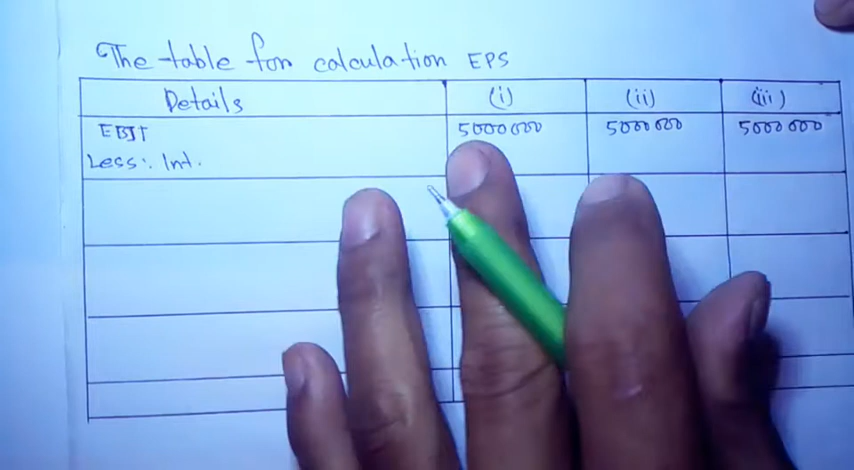 The table for calculation EPS
Details (i) (ii) (iii)
EBIT 5000000 5000000 5000000
Less: Int.